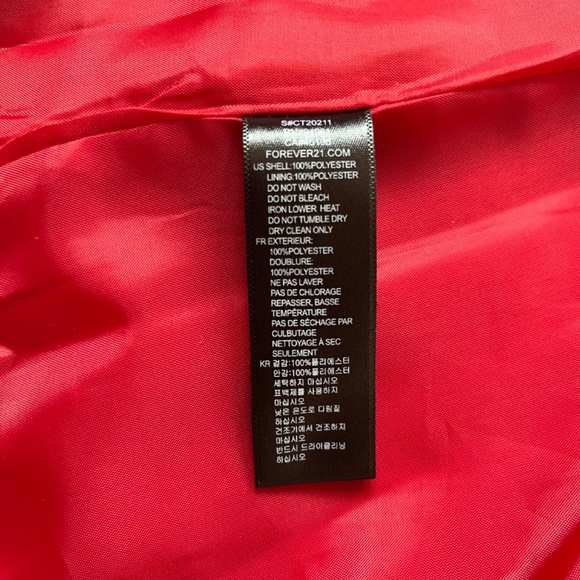 S#CT20211
FOREVER21.COM
US SHELL:100%POLYESTER
LINING:100%POLYESTER
DO NOT WASH
DO NOT BLEACH
IRON LOWER HEAT
DO NOT TUMBLE DRY
DRY CLEAN ONLY
FR EXTERIEUR:
100%POLYESTER
DOUBLURE:
100%POLYESTER
NE PAS LAVER
PAS DE CHLORAGE
REPASSER, BASSE
TEMPÉRATURE
PAS DE SÉCHAGE PAR
CULBUTAGE
NETTOYAGE À SEC
SEULEMENT
KR 겉감:100%폴리에스터
안감:100%폴리에스터
세탁하지 마십시오
표백제를 사용하지
마십시오
낮은 온도로 다림질
하십시오
건조기에서 건조하지
마십시오
반드시 드라이클리닝
하십시오